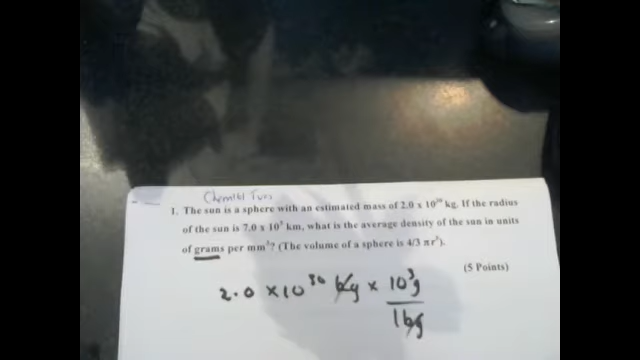 1. The sun is a sphere with an estimated mass of 2.0 x 10³⁰ kg. If the radius
of the sun is 7.0 x 10⁵ km, what is the average density of the sun in units
of grams per mm³? (The volume of a sphere is 4/3 πr³).
(5 Points)
2.0 × 10³⁰ kg × 10³g
1kg